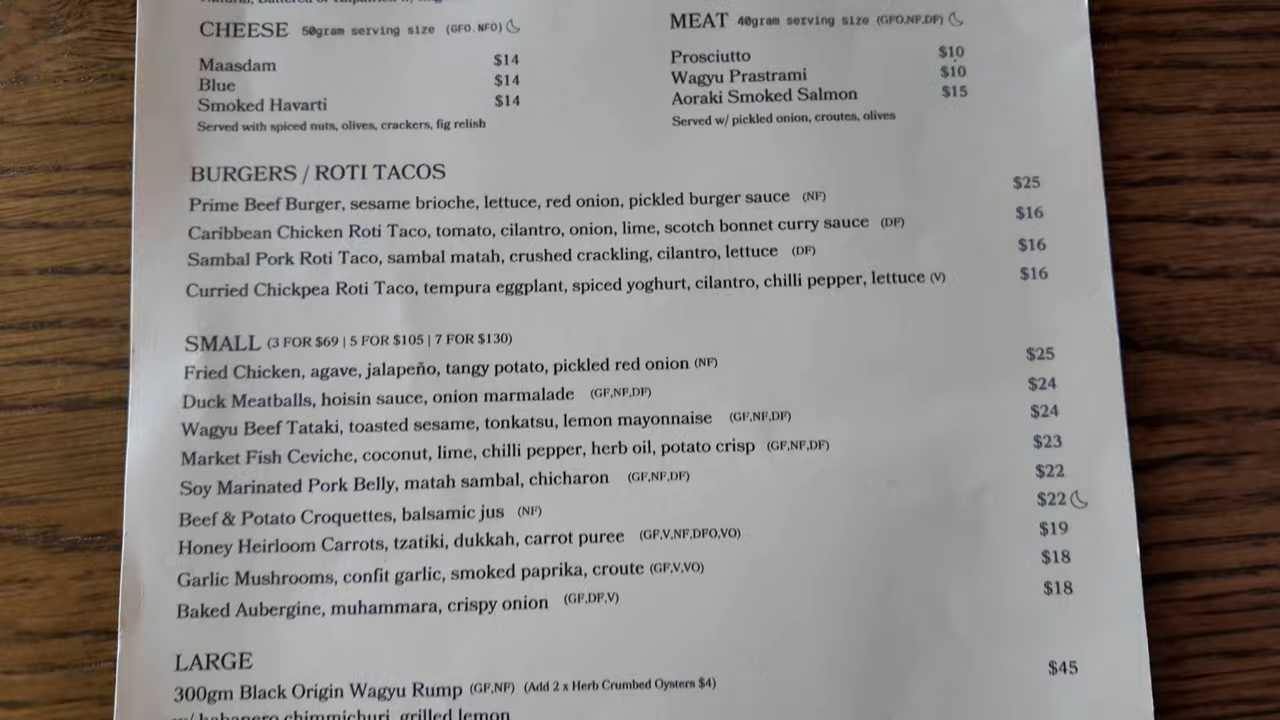 CHEESE 50gram serving size (GFO.NFO)
Maasdam $14
Blue $14
Smoked Havarti $14
Served with spiced nuts, olives, crackers, fig relish
MEAT 40gram serving size (GFO,NF,DF)
Prosciutto $10
Wagyu Prastrami $10
Aoraki Smoked Salmon $15
Served w/ pickled onion, croutes, olives
BURGERS / ROTI TACOS
Prime Beef Burger, sesame brioche, lettuce, red onion, pickled burger sauce (NF) $25
Caribbean Chicken Roti Taco, tomato, cilantro, onion, lime, scotch bonnet curry sauce (DF) $16
Sambal Pork Roti Taco, sambal matah, crushed crackling, cilantro, lettuce (DF) $16
Curried Chickpea Roti Taco, tempura eggplant, spiced yoghurt, cilantro, chilli pepper, lettuce (V) $16
SMALL (3 FOR $69 | 5 FOR $105 | 7 FOR $130)
Fried Chicken, agave, jalapeño, tangy potato, pickled red onion (NF) $25
Duck Meatballs, hoisin sauce, onion marmalade (GF,NF,DF) $24
Wagyu Beef Tataki, toasted sesame, tonkatsu, lemon mayonnaise (GF,NF,DF) $24
Market Fish Ceviche, coconut, lime, chilli pepper, herb oil, potato crisp (GF,NF,DF) $23
Soy Marinated Pork Belly, matah sambal, chicharon (GF,NF,DF) $22
Beef & Potato Croquettes, balsamic jus (NF) $22
Honey Heirloom Carrots, tzatiki, dukkah, carrot puree (GF,V,NF,DFO,VO) $19
Garlic Mushrooms, confit garlic, smoked paprika, croute (GF,V,VO) $18
Baked Aubergine, muhammara, crispy onion (GF,DF,V) $18
LARGE
300gm Black Origin Wagyu Rump (GF,NF) (Add 2 x Herb Crumbed Oysters $4) $45
w/ habanero chimmichuri, grilled lemon